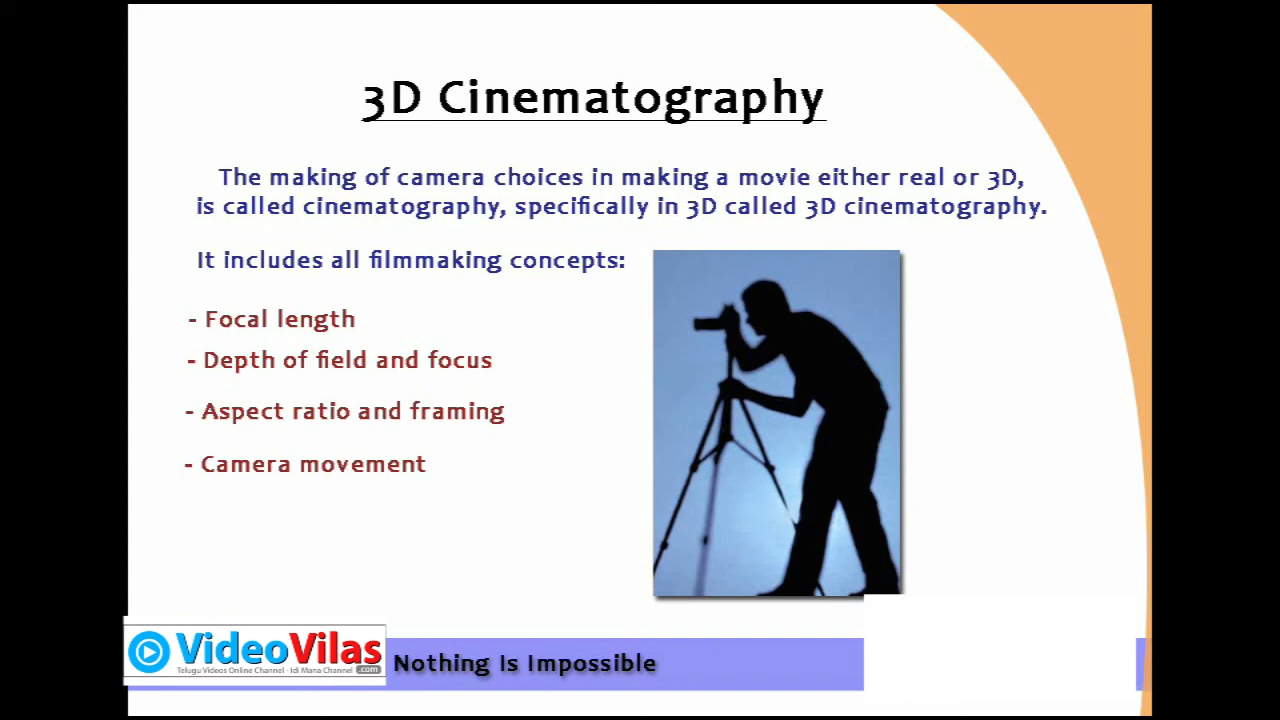 3D Cinematography
The making of camera choices in making a movie either real or 3D,
is called cinematography, specifically in 3D called 3D cinematography.
It includes all filmmaking concepts:
- Focal length
- Depth of field and focus
- Aspect ratio and framing
- Camera movement
VideoVilas
Telugu Videos Online Channel - Idi Mana Channel .com
Nothing Is Impossible